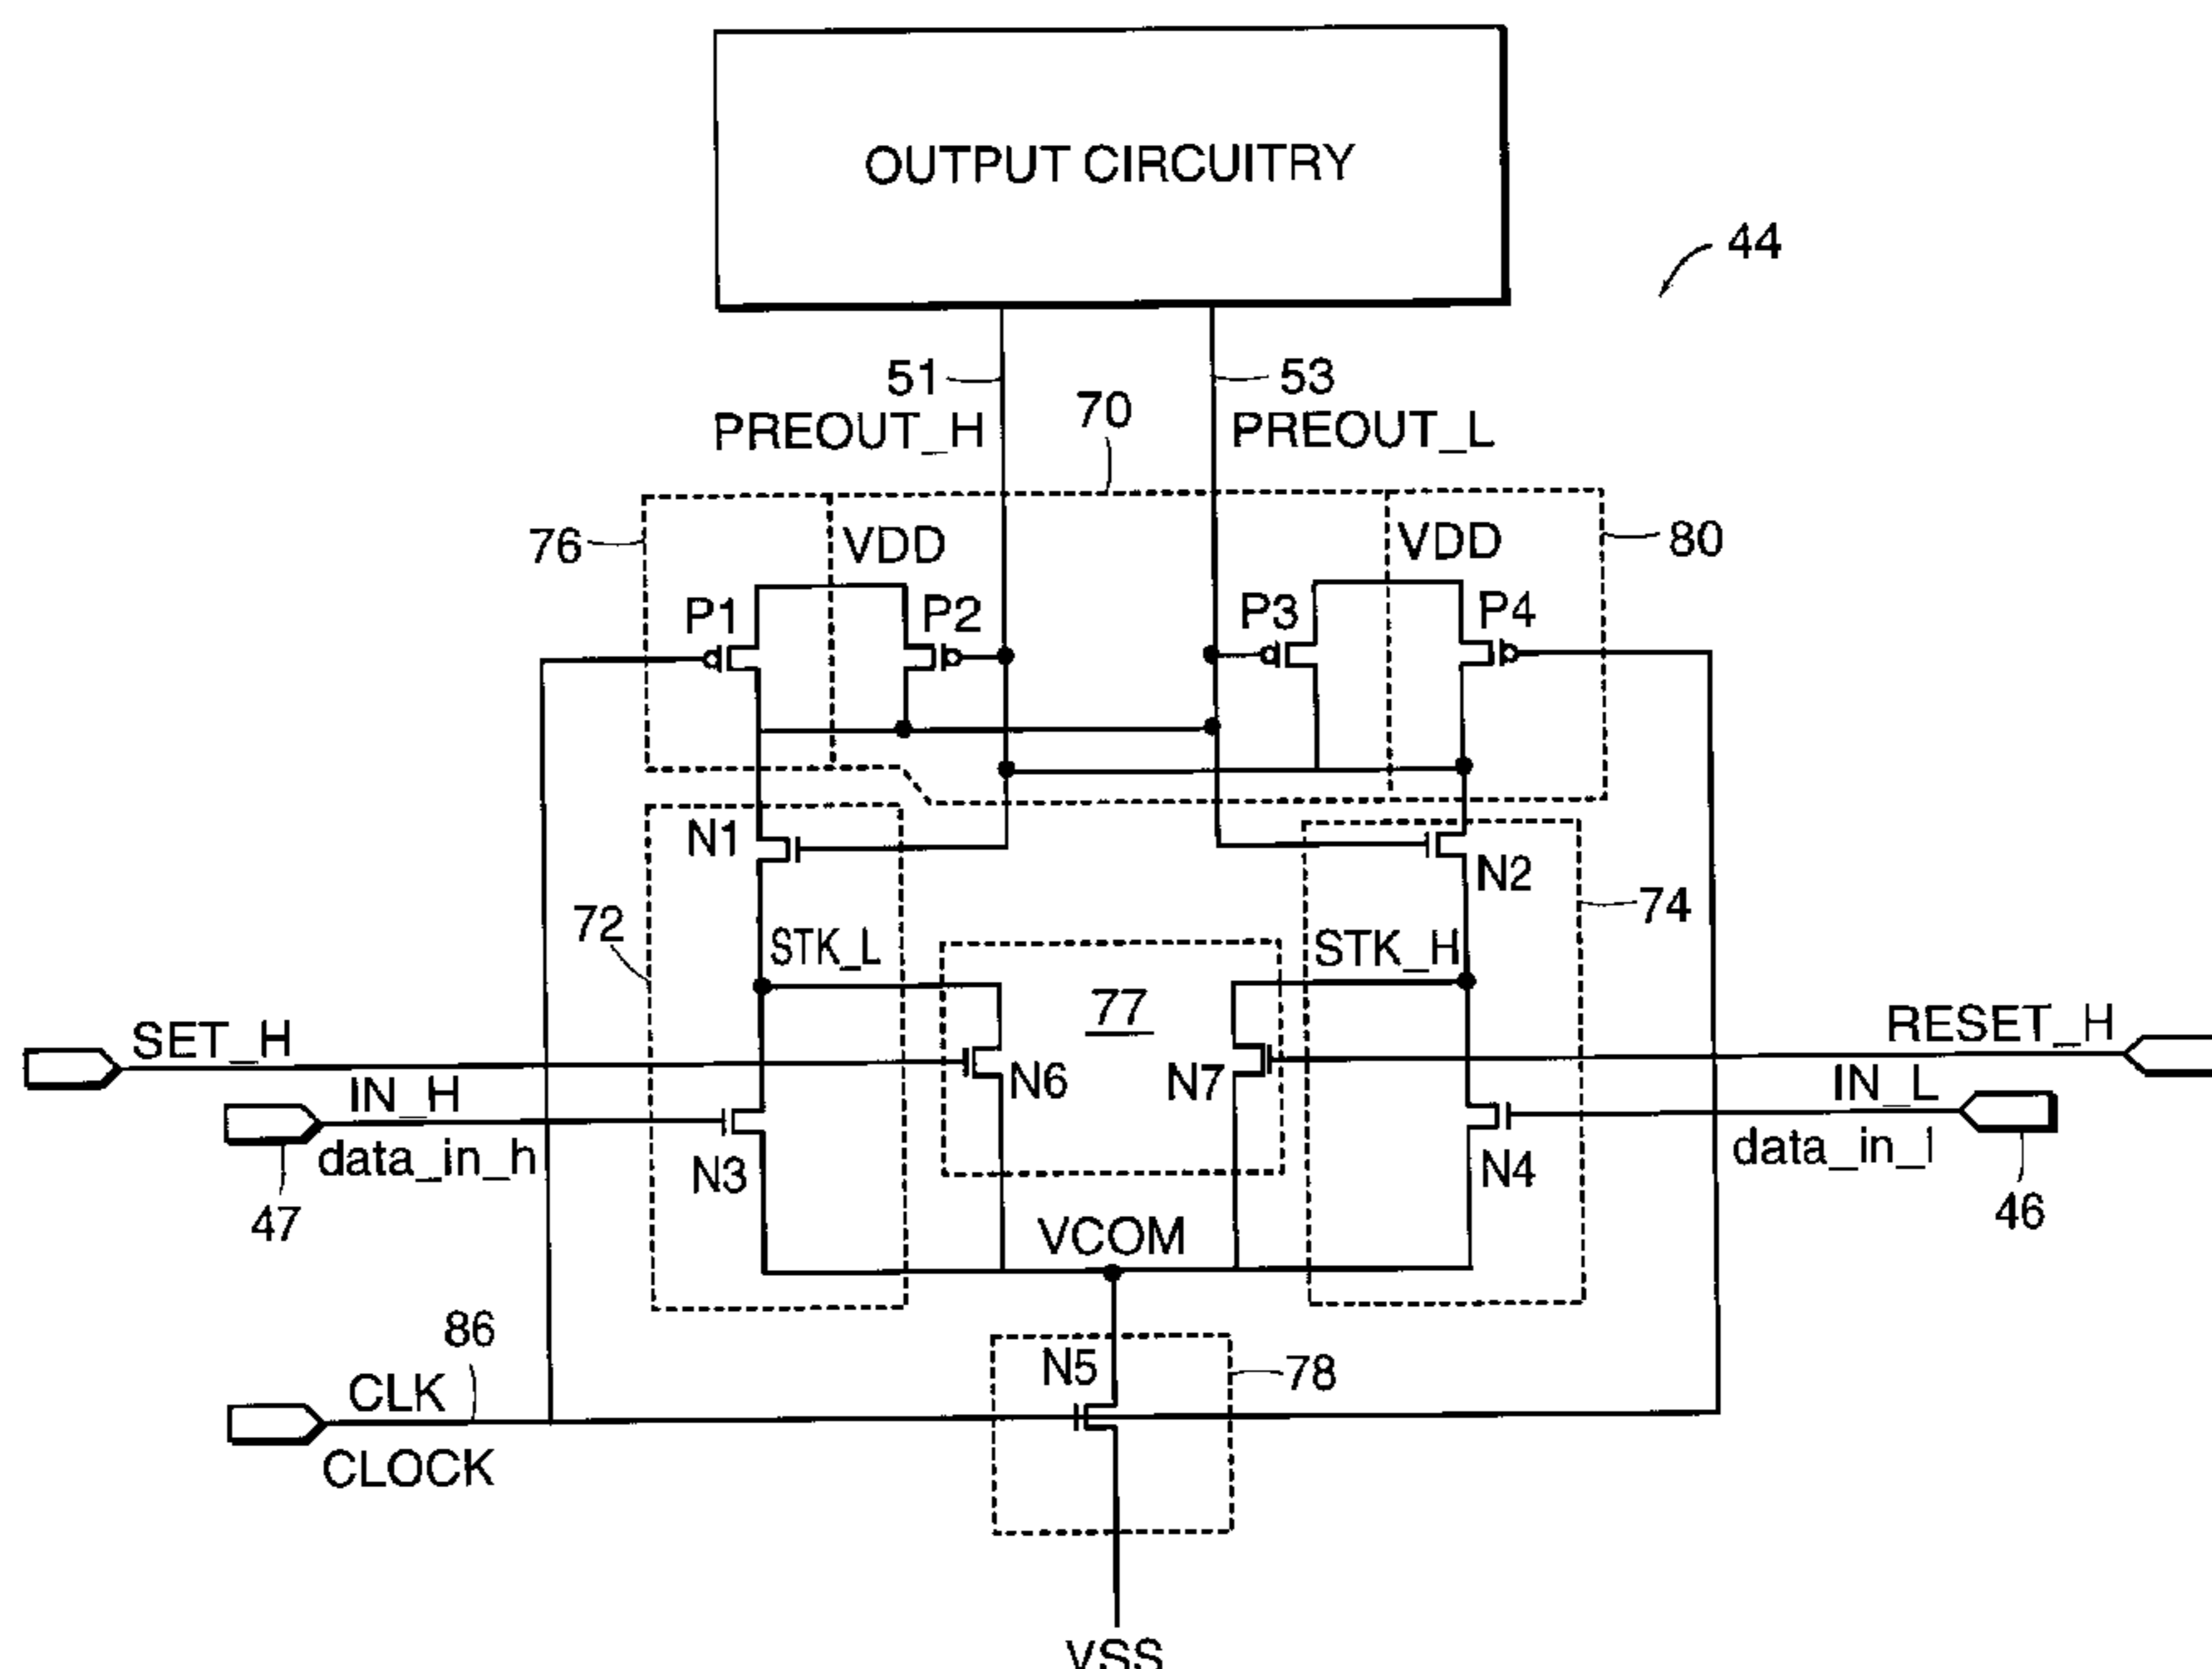 OUTPUT CIRCUITRY
44
51
53
PREOUT_H
70
PREOUT_L
76
VDD
VDD
80
P1
P2
P3
P4
N1
N2
72
STK_L
77
STK_H
74
SET_H
RESET_H
IN_H
N6
N7
IN_L
data_in_h
N3
N4
data_in_l
47
46
VCOM
86
CLK
N5
78
CLOCK
VSS